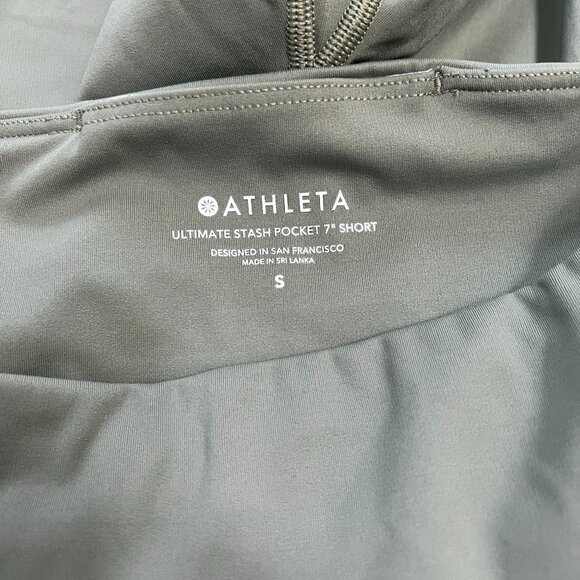 ATHLETA
ULTIMATE STASH POCKET 7" SHORT
DESIGNED IN SAN FRANCISCO
MADE IN SRI LANKA
S